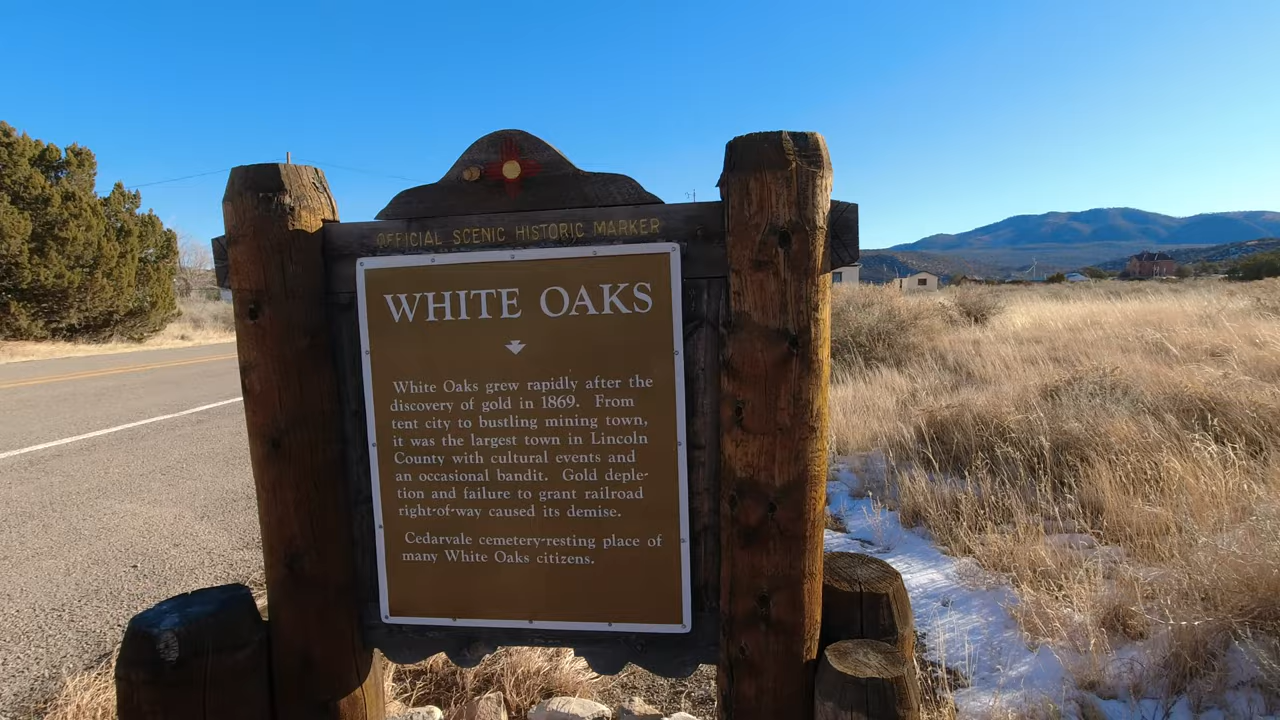 OFFICIAL SCENIC HISTORIC MARKER
WHITE OAKS
White Oaks grew rapidly after the
discovery of gold in 1869. From
tent city to bustling mining town,
it was the largest town in Lincoln
County with cultural events and
an occasional bandit. Gold deple-
tion and failure to grant railroad
right-of-way caused its demise.
Cedarvale cemetery-resting place of
many White Oaks citizens.